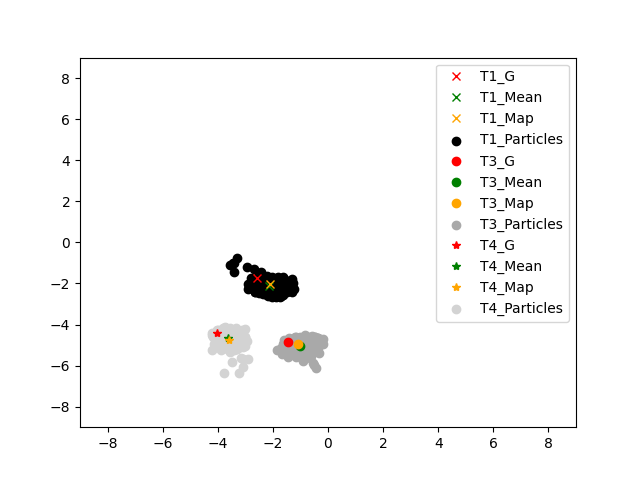 8
6
4
2
0
−2
−4
−6
−8
−8
−6
−4
−2
0
2
4
6
8
T1_G
T1_Mean
T1_Map
T1_Particles
T3_G
T3_Mean
T3_Map
T3_Particles
T4_G
T4_Mean
T4_Map
T4_Particles